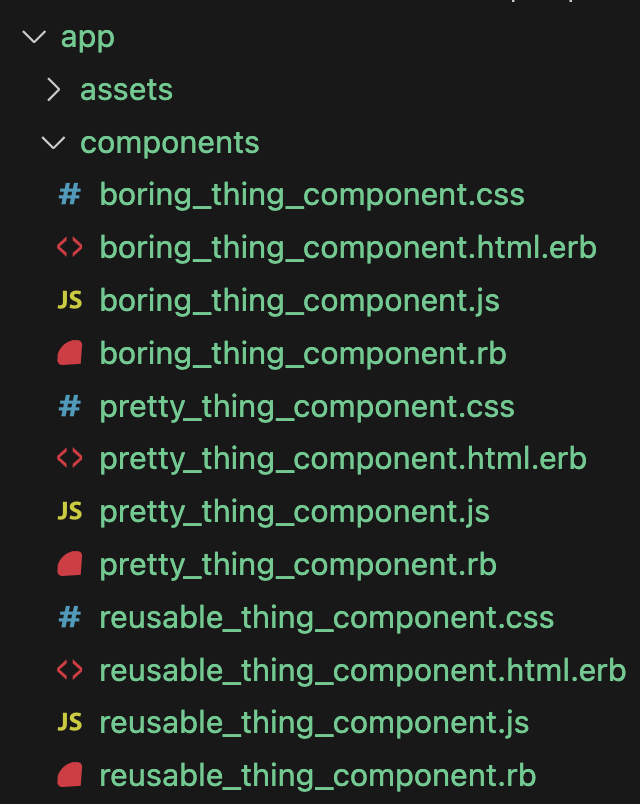 app
assets
components
# boring_thing_component.css
<> boring_thing_component.html.erb
JS boring_thing_component.js
boring_thing_component.rb
# pretty_thing_component.css
<> pretty_thing_component.html.erb
JS pretty_thing_component.js
pretty_thing_component.rb
# reusable_thing_component.css
<> reusable_thing_component.html.erb
JS reusable_thing_component.js
reusable_thing_component.rb